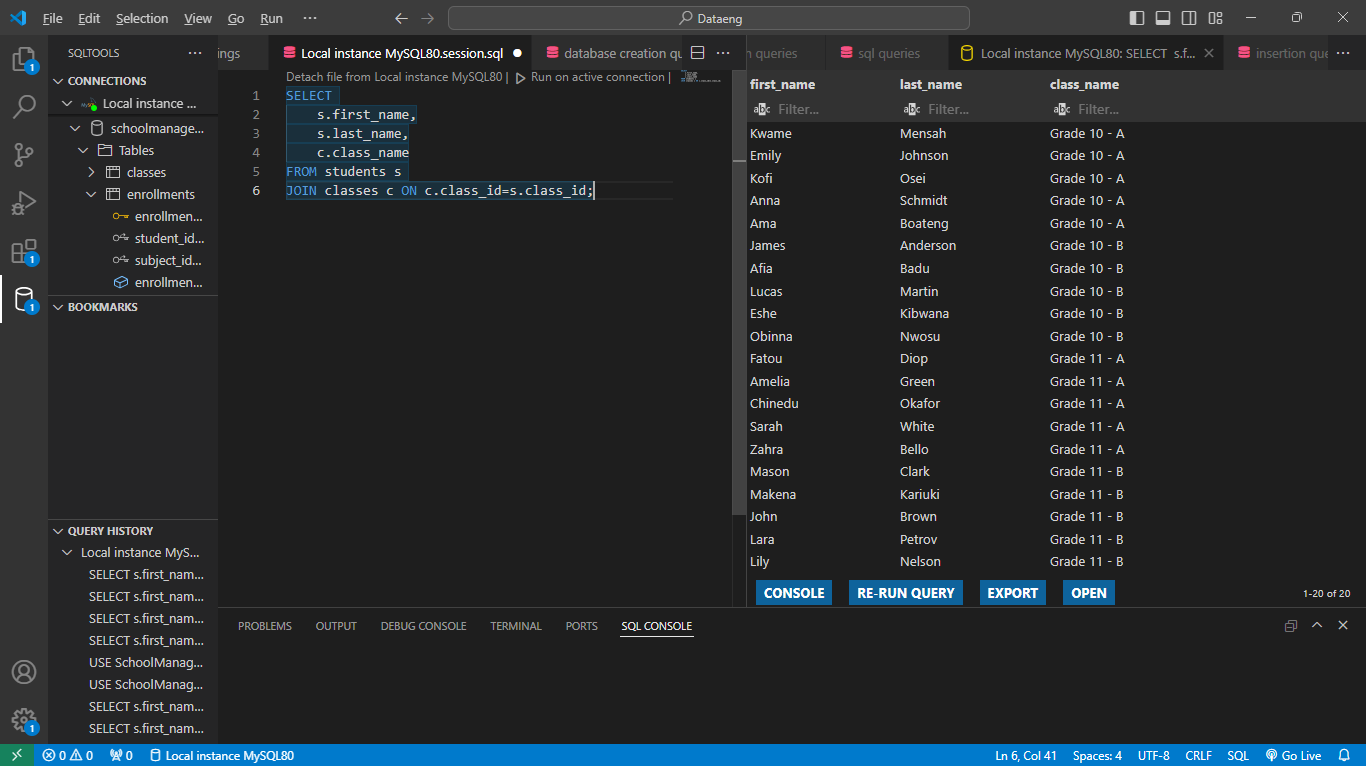 File Edit Selection View Go Run ··· Dataeng
SQLTOOLS ···
CONNECTIONS
Local instance ...
schoolmanage...
Tables
classes
enrollments
enrollmen...
student_id...
subject_id...
enrollmen...
BOOKMARKS
QUERY HISTORY
Local instance MyS...
SELECT s.first_nam...
SELECT s.first_nam...
SELECT s.first_nam...
SELECT s.first_nam...
USE SchoolManag...
USE SchoolManag...
SELECT s.first_nam...
SELECT s.first_nam...
ngs Local instance MySQL80.session.sql database creation qu ···
Detach file from Local instance MySQL80 | Run on active connection |
1 SELECT
2 s.first_name,
3 s.last_name,
4 c.class_name
5 FROM students s
6 JOIN classes c ON c.class_id=s.class_id;
n queries sql queries Local instance MySQL80: SELECT s.f... insertion que ···
first_name last_name class_name
Filter... Filter... Filter...
Kwame Mensah Grade 10 - A
Emily Johnson Grade 10 - A
Kofi Osei Grade 10 - A
Anna Schmidt Grade 10 - A
Ama Boateng Grade 10 - A
James Anderson Grade 10 - B
Afia Badu Grade 10 - B
Lucas Martin Grade 10 - B
Eshe Kibwana Grade 10 - B
Obinna Nwosu Grade 10 - B
Fatou Diop Grade 11 - A
Amelia Green Grade 11 - A
Chinedu Okafor Grade 11 - A
Sarah White Grade 11 - A
Zahra Bello Grade 11 - A
Mason Clark Grade 11 - B
Makena Kariuki Grade 11 - B
John Brown Grade 11 - B
Lara Petrov Grade 11 - B
Lily Nelson Grade 11 - B
CONSOLE RE-RUN QUERY EXPORT OPEN 1-20 of 20
PROBLEMS OUTPUT DEBUG CONSOLE TERMINAL PORTS SQL CONSOLE
0 0 0 Local instance MySQL80 Ln 6, Col 41 Spaces: 4 UTF-8 CRLF SQL Go Live